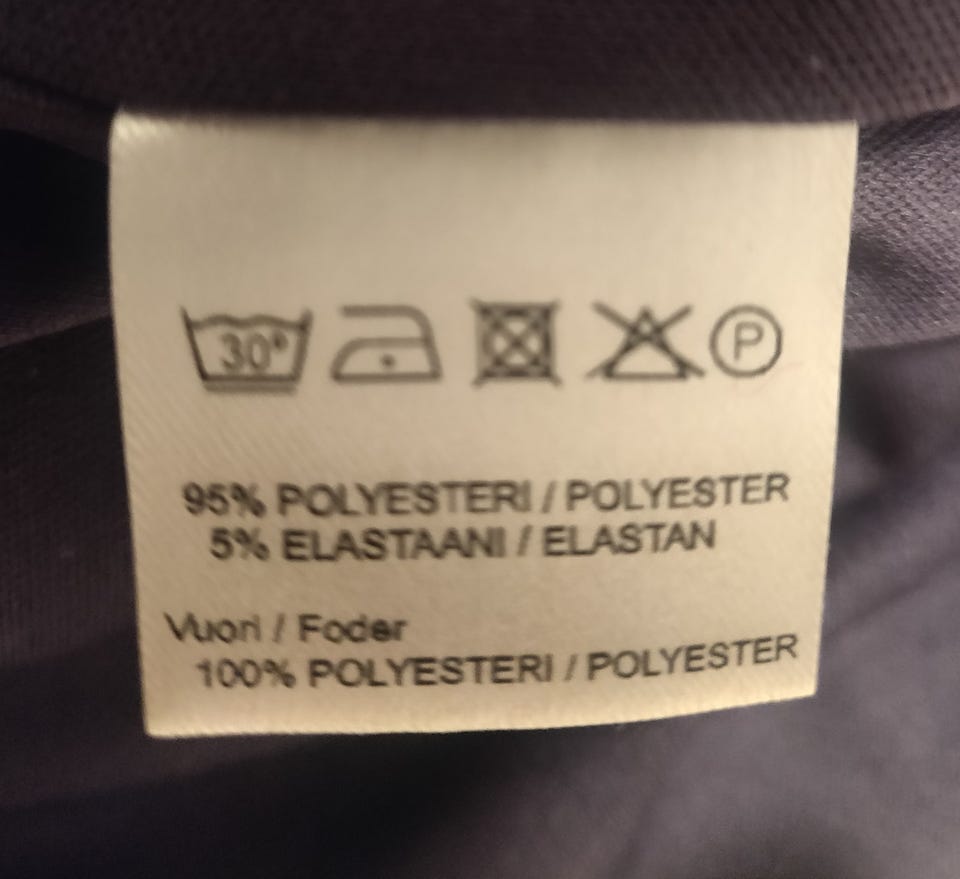 30° P
95% POLYESTERI / POLYESTER
5% ELASTAANI / ELASTAN
Vuori / Foder
100% POLYESTERI / POLYESTER